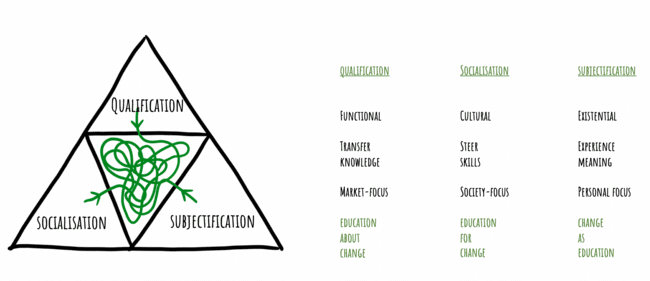 Qualification
socialisation
subjectification
qualification
Socialisation
subjectification
Functional
Cultural
Existential
Transfer
knowledge
Steer
skills
Experience
meaning
Market-focus
Society-focus
Personal focus
education
about
change
education
for
change
change
as
education